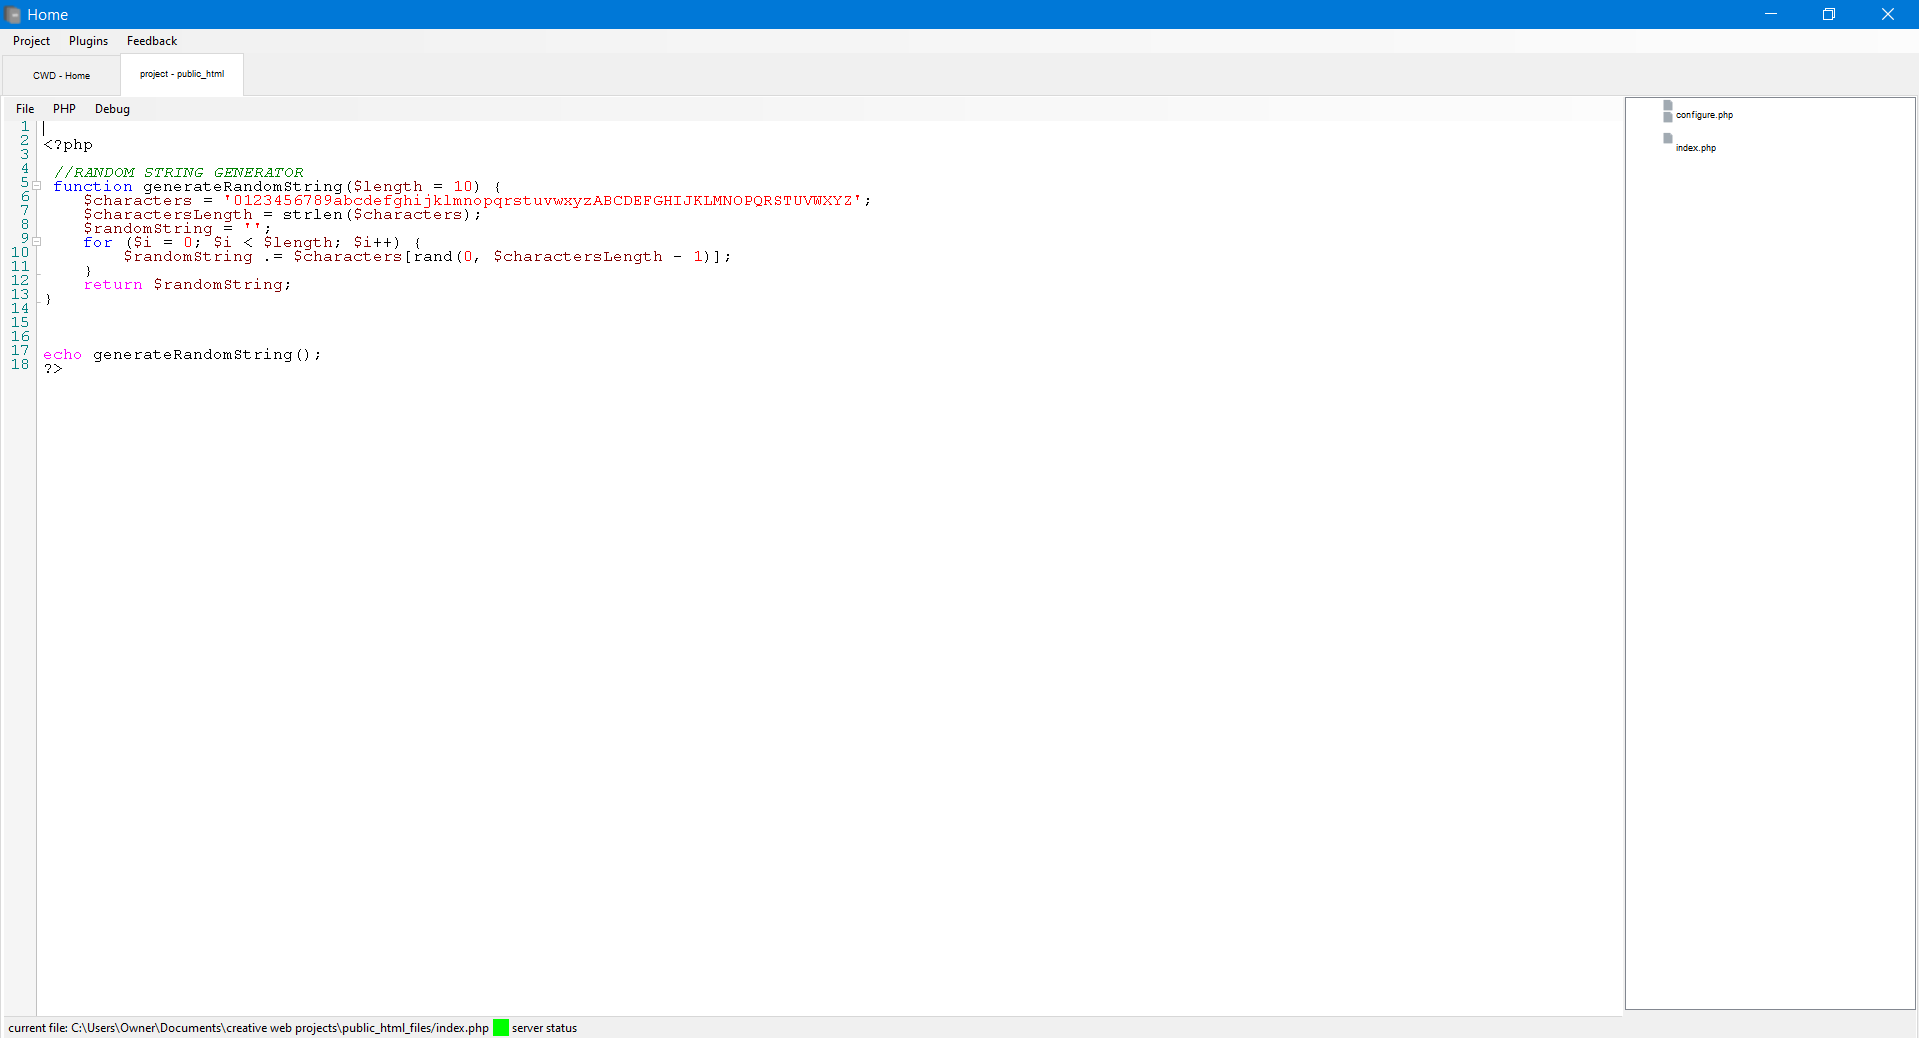 Home
Project Plugins Feedback
CWD - Home project - public_html
File PHP Debug
1
2 <?php
3
4 //RANDOM STRING GENERATOR
5 function generateRandomString($length = 10) {
6 $characters = '0123456789abcdefghijklmnopqrstuvwxyzABCDEFGHIJKLMNOPQRSTUVWXYZ';
7 $charactersLength = strlen($characters);
8 $randomString = '';
9 for ($i = 0; $i < $length; $i++) {
10 $randomString .= $characters[rand(0, $charactersLength - 1)];
11 }
12 return $randomString;
13 }
14
15
16
17 echo generateRandomString();
18 ?>
configure.php
index.php
current file: C:\Users\Owner\Documents\creative web projects\public_html_files/index.php server status